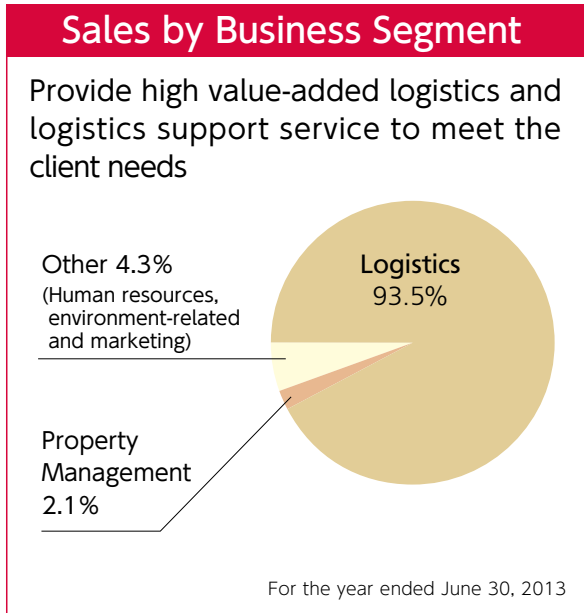 Sales by Business Segment
Provide high value-added logistics and
logistics support service to meet the
client needs
Other 4.3%
(Human resources,
environment-related
and marketing)
Logistics
93.5%
Property
Management
2.1%
For the year ended June 30, 2013